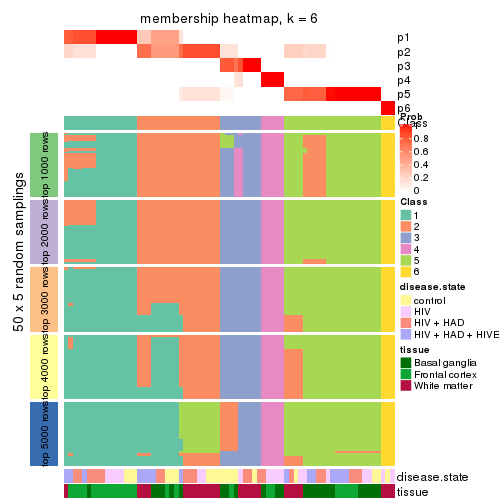 membership heatmap, k = 6
p1
p2
p3
p4
p5
p6
Class
Prob
1
0.8
0.6
0.4
0.2
0
Class
1
2
3
4
5
6
disease.state
control
HIV
HIV + HAD
HIV + HAD + HIVE
tissue
Basal ganglia
Frontal cortex
White matter
50 x 5 random samplings
top 1000 rows
top 2000 rows
top 3000 rows
top 4000 rows
top 5000 rows
disease.state
tissue